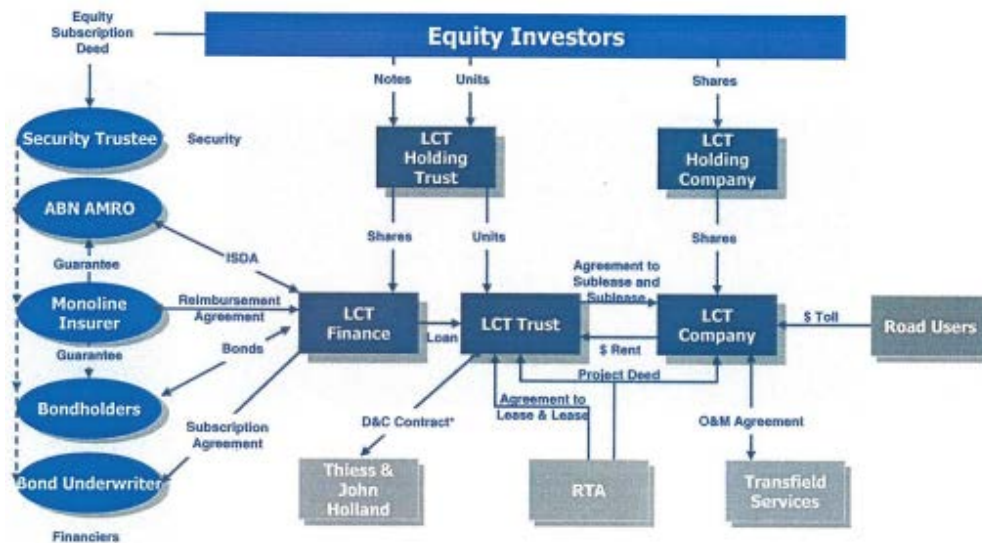 Equity
Subscription
Deed
Equity Investors
Notes
Units
Shares
Security Trustee
Security
LCT
Holding
Trust
LCT
Holding
Company
ABN AMRO
Shares
Units
Shares
Guarantee
ISDA
Agreement to
Sublease and
Sublease
Monoline
Insurer
Reimbursement
Agreement
LCT
Finance
Loan
LCT Trust
LCT
Company
$ Toll
Road Users
$ Rent
Guarantee
Bonds
Project Deed
Bondholders
Subscription
Agreement
D&C Contract*
Agreement to
Lease & Lease
O&M Agreement
Bond Underwriter
Thiess &
John
Holland
RTA
Transfield
Services
Financiers